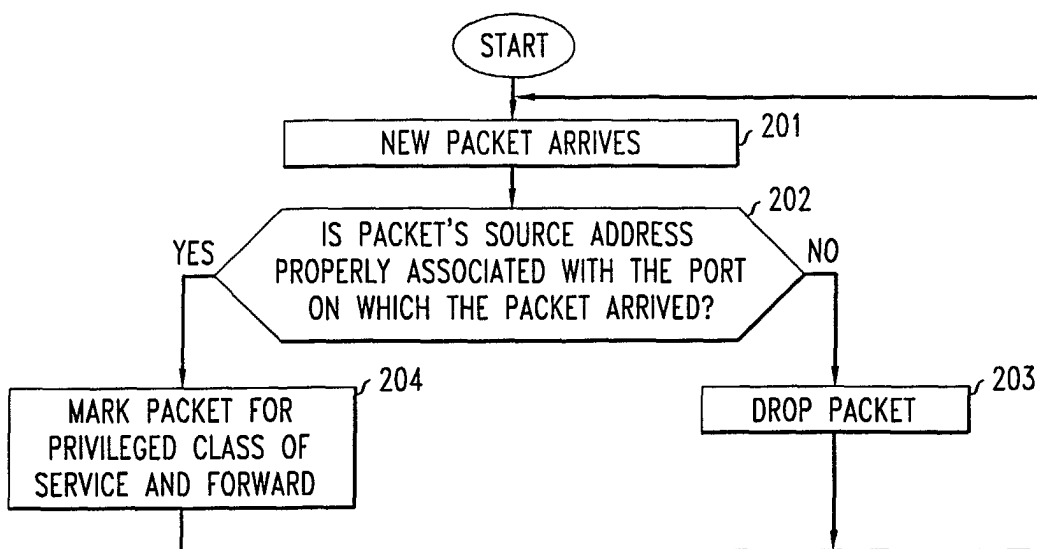 START
NEW PACKET ARRIVES
201
202
IS PACKET'S SOURCE ADDRESS
PROPERLY ASSOCIATED WITH THE PORT
ON WHICH THE PACKET ARRIVED?
YES
NO
204
MARK PACKET FOR
PRIVILEGED CLASS OF
SERVICE AND FORWARD
203
DROP PACKET